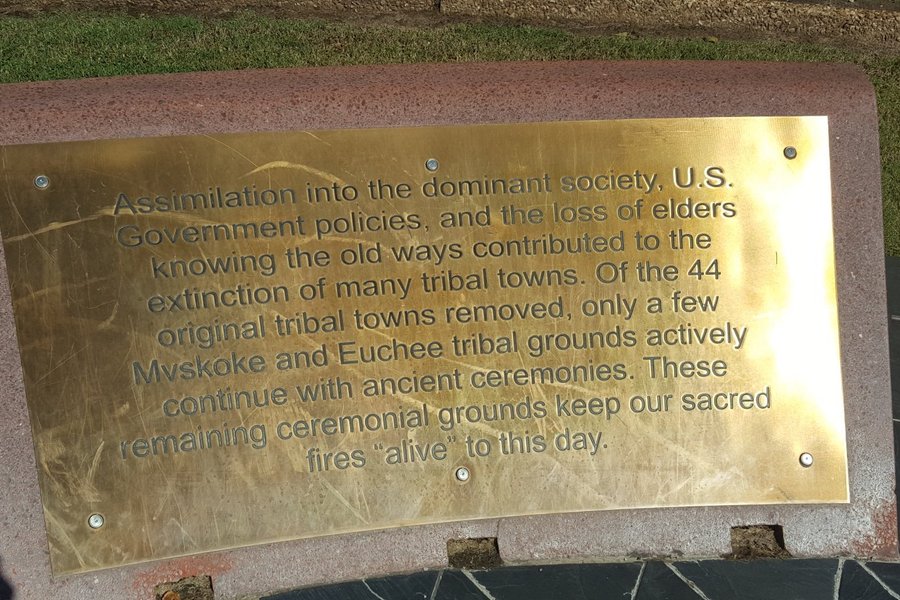 Assimilation into the dominant society, U.S.
Government policies, and the loss of elders
knowing the old ways contributed to the
extinction of many tribal towns. Of the 44
original tribal towns removed, only a few
Mvskoke and Euchee tribal grounds actively
continue with ancient ceremonies. These
remaining ceremonial grounds keep our sacred
fires “alive” to this day.